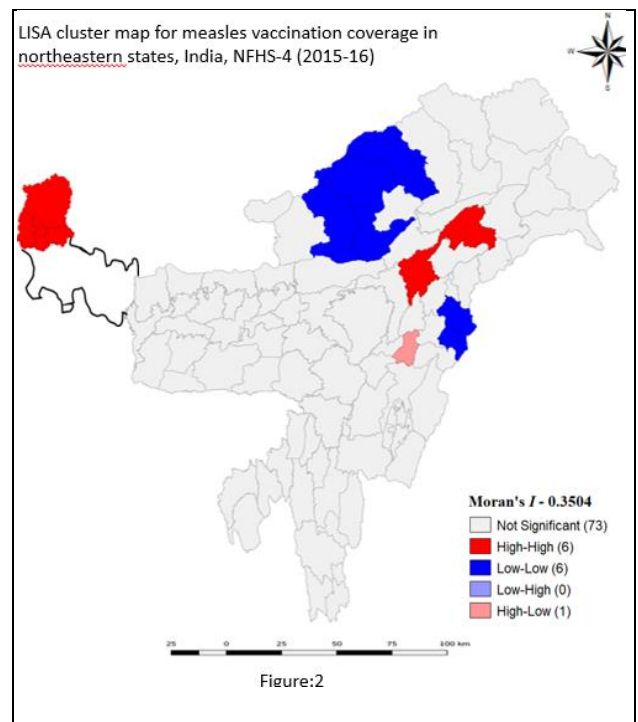 LISA cluster map for measles vaccination coverage in
northeastern states, India, NFHS-4 (2015-16)
N
W
E
S
Moran's I - 0.3504
Not Significant (73)
High-High (6)
Low-Low (6)
Low-High (0)
High-Low (1)
25 0 25 50 75 100 km
Figure:2